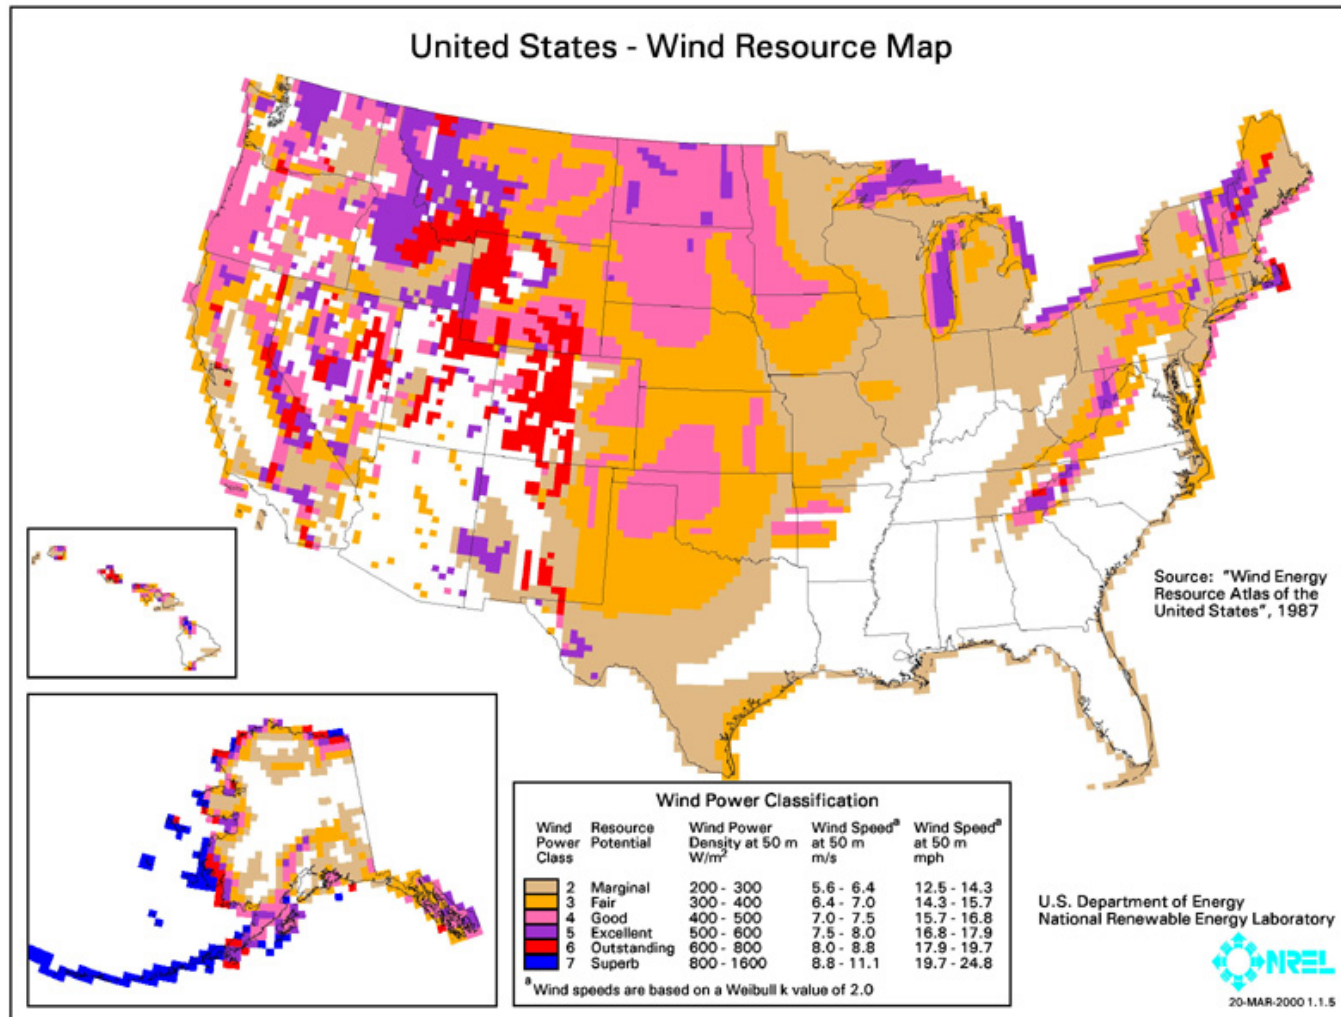 United States - Wind Resource Map
Source: "Wind Energy
Resource Atlas of the
United States", 1987
Wind Power Classification
Wind Power Class Resource Potential Wind Power Density at 50 m W/m² Wind Speedᵃ at 50 m m/s Wind Speedᵃ at 50 m mph
2 Marginal 200 - 300 5.6 - 6.4 12.5 - 14.3
3 Fair 300 - 400 6.4 - 7.0 14.3 - 15.7
4 Good 400 - 500 7.0 - 7.5 15.7 - 16.8
5 Excellent 500 - 600 7.5 - 8.0 16.8 - 17.9
6 Outstanding 600 - 800 8.0 - 8.8 17.9 - 19.7
7 Superb 800 - 1600 8.8 - 11.1 19.7 - 24.8
ᵃ Wind speeds are based on a Weibull k value of 2.0
U.S. Department of Energy
National Renewable Energy Laboratory
NREL
20-MAR-2000 1.1.5